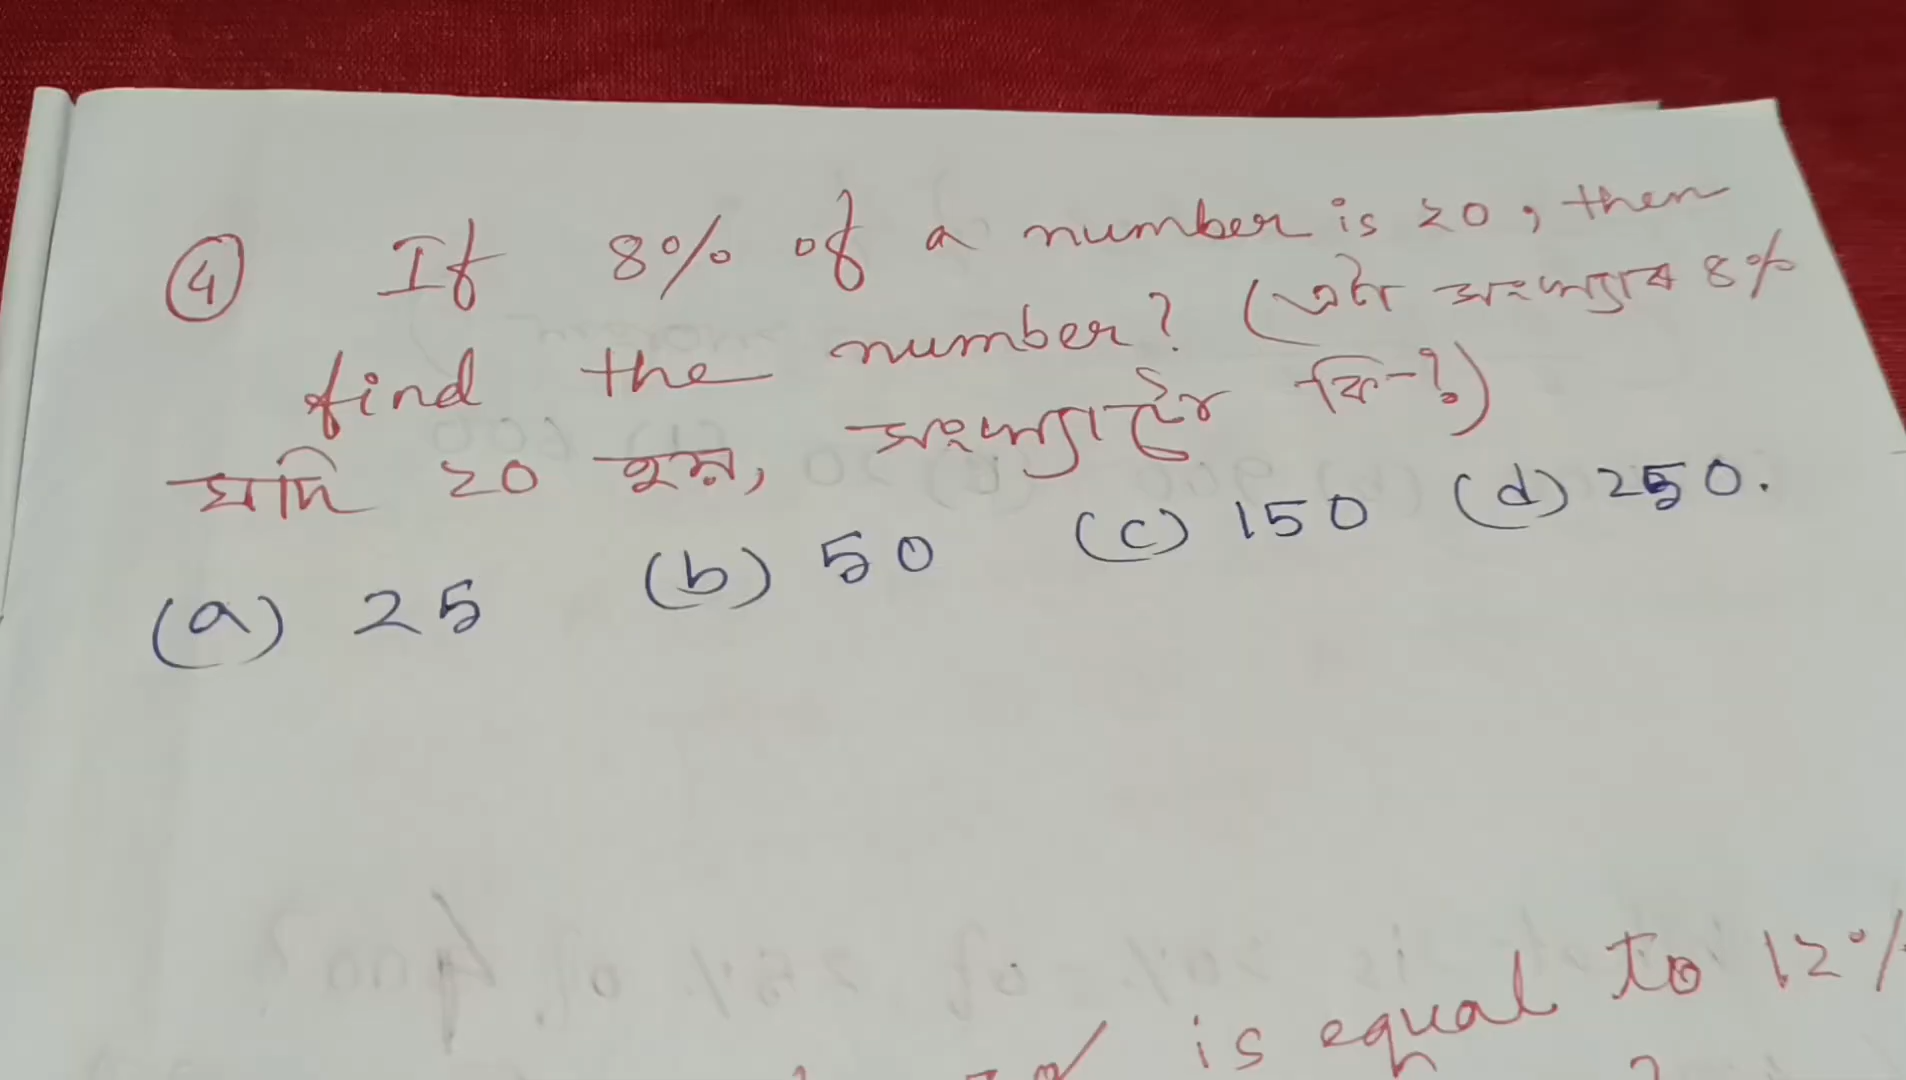 ④ If 8% of a number is 20, then
find the number? (এটা সংখ্যাৰ 8%
যদি 20 হয়, সংখ্যাটোৰ কি-?)
(a) 25 (b) 50 (c) 150 (d) 250.
is equal to 12%